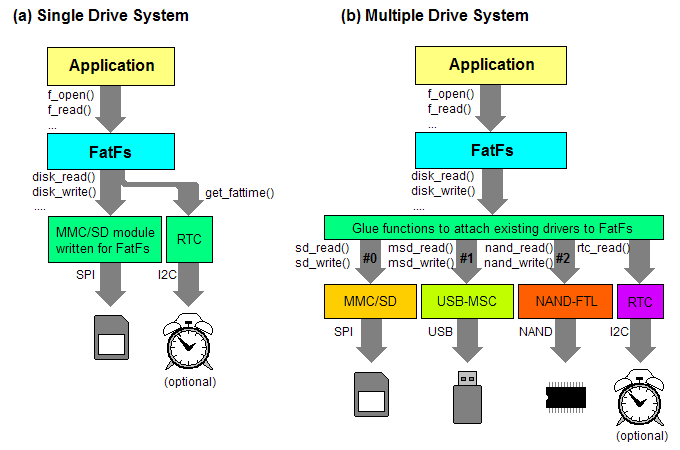 (a) Single Drive System
Application
f_open()
f_read()
...
FatFs
disk_read()
disk_write()
....
get_fattime()
MMC/SD module
written for FatFs
RTC
SPI
I2C
(optional)
(b) Multiple Drive System
Application
f_open()
f_read()
...
FatFs
disk_read()
disk_write()
....
Glue functions to attach existing drivers to FatFs
sd_read()
sd_write()
#0
msd_read()
msd_write()
#1
nand_read()
nand_write()
#2
rtc_read()
MMC/SD
USB-MSC
NAND-FTL
RTC
SPI
USB
NAND
I2C
(optional)